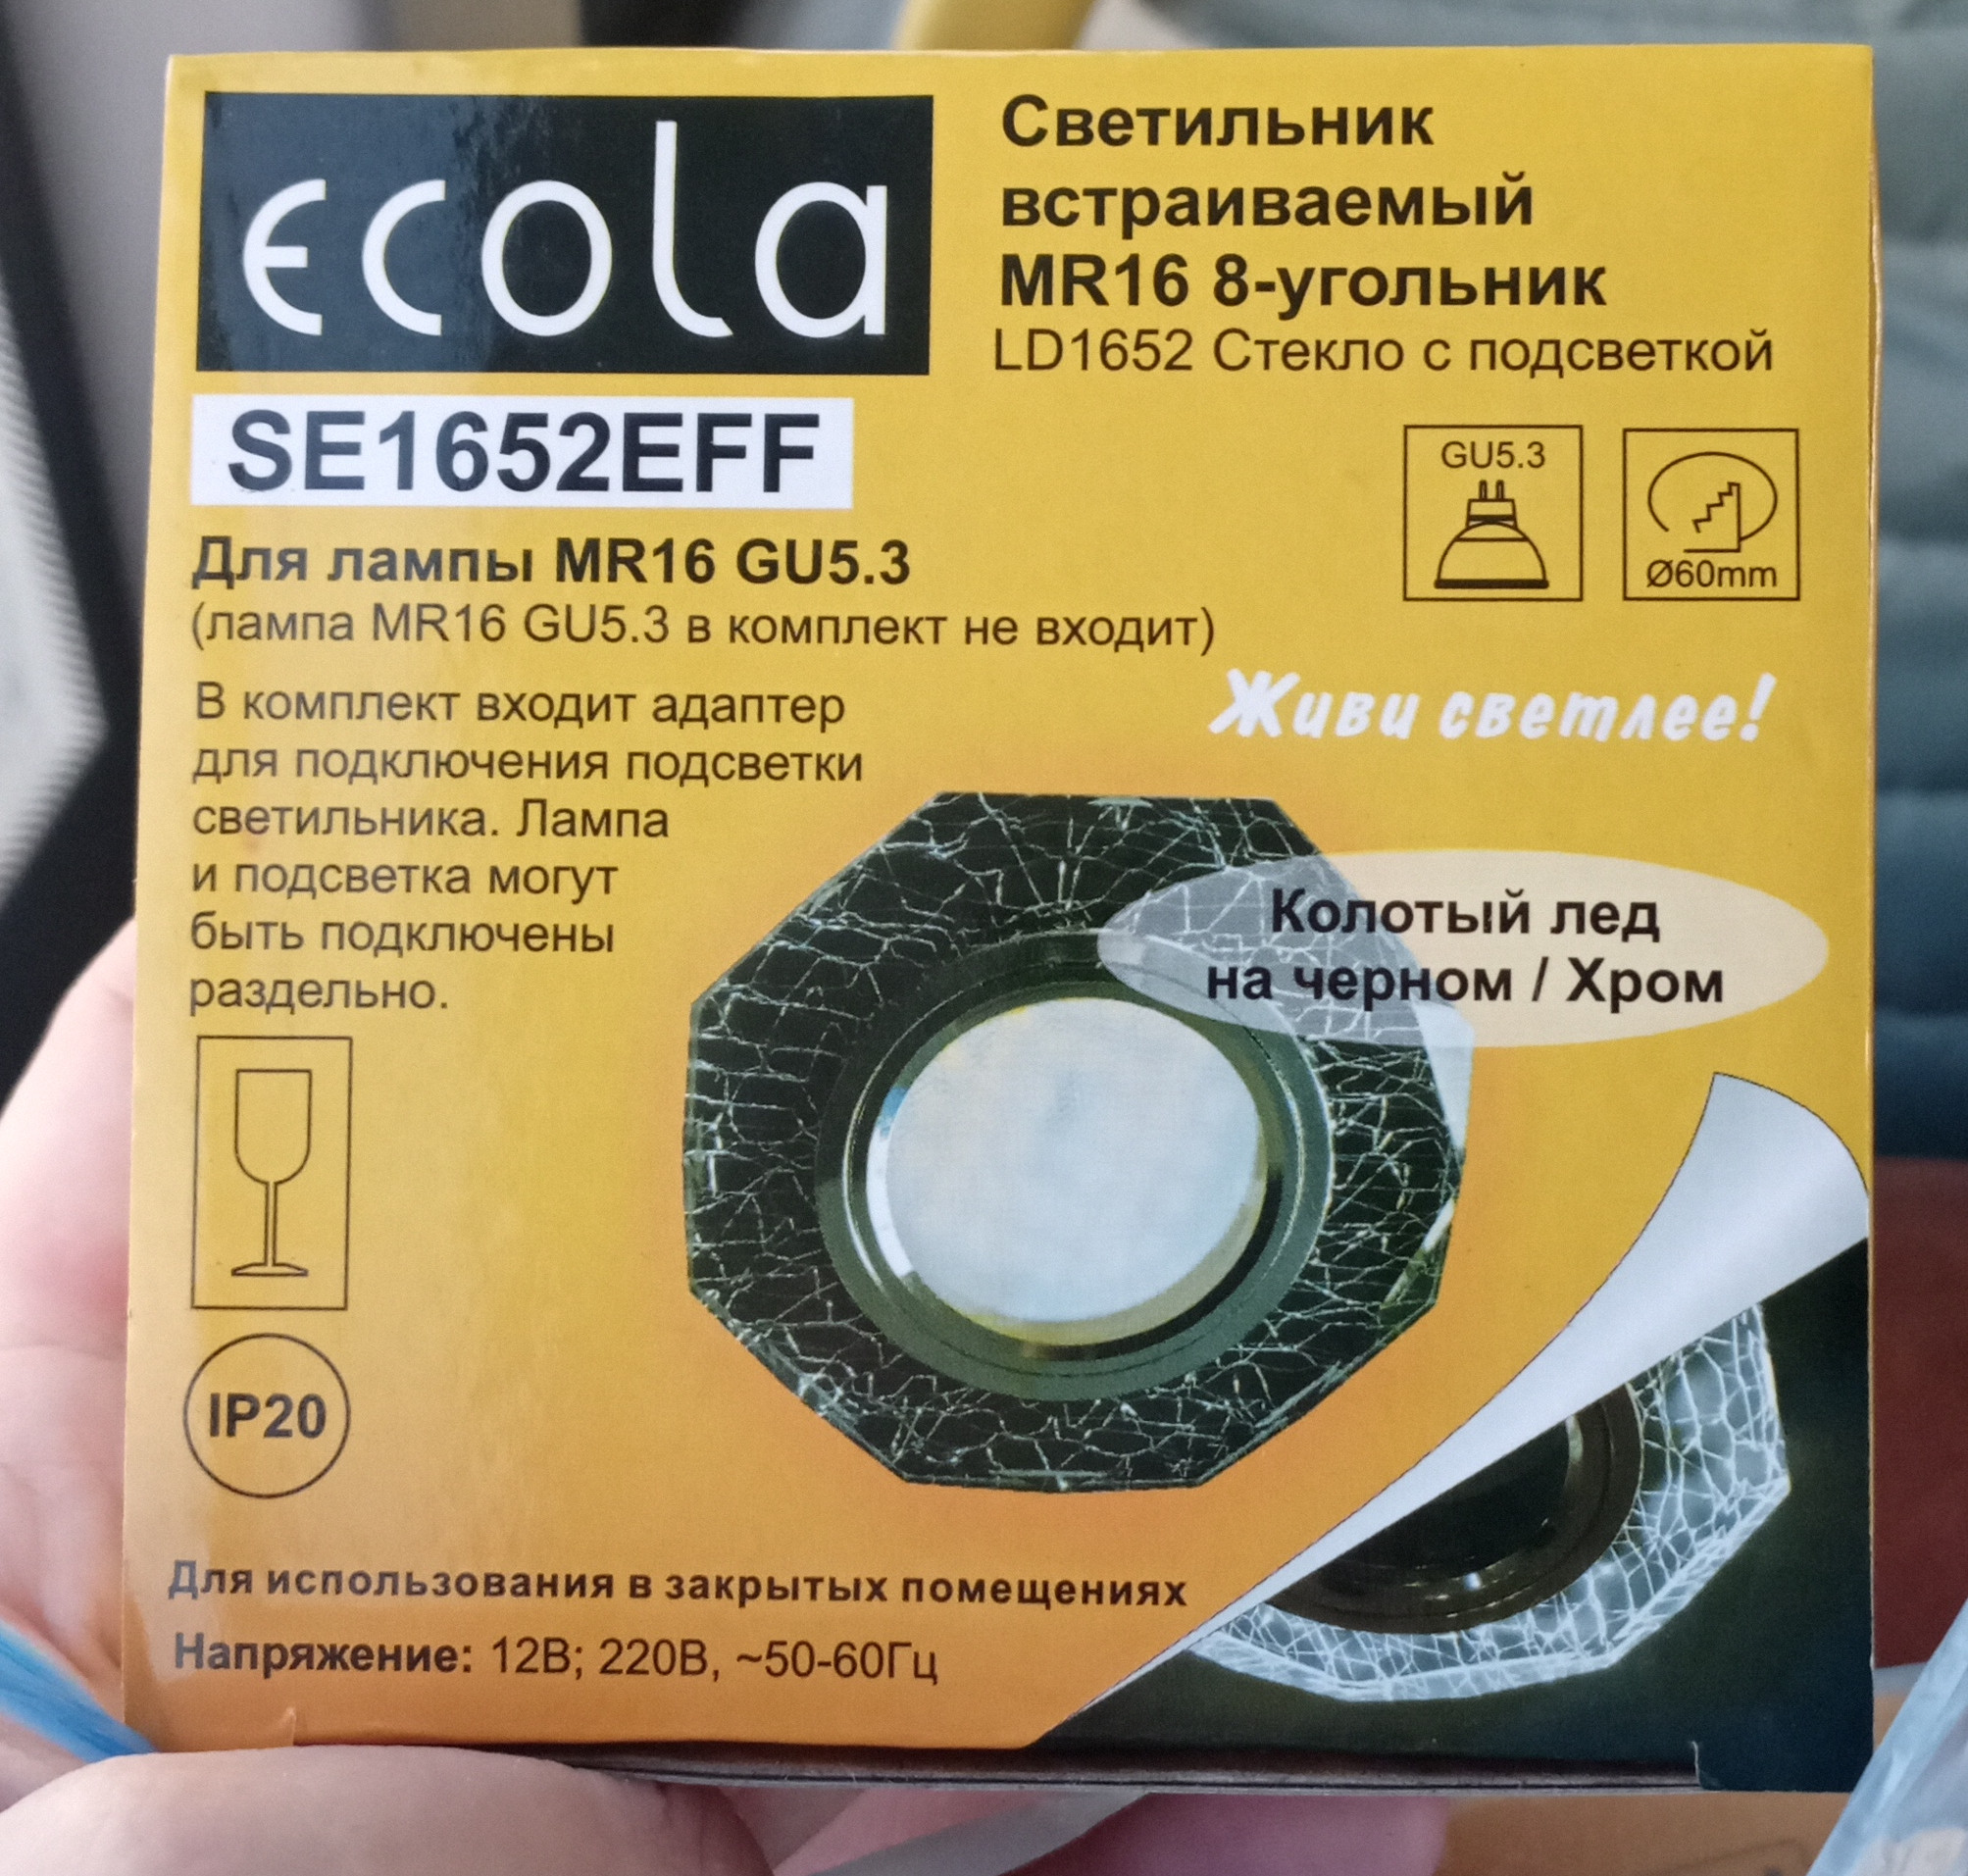 Ecola
Светильник
встраиваемый
MR16 8-угольник
LD1652 Стекло с подсветкой
SE1652EFF
GU5.3
Ø60mm
Для лампы MR16 GU5.3
(лампа MR16 GU5.3 в комплект не входит)
Живи светлее!
В комплект входит адаптер
для подключения подсветки
светильника. Лампа
и подсветка могут
быть подключены
раздельно.
Колотый лед
на черном / Хром
IP20
Для использования в закрытых помещениях
Напряжение: 12В; 220В, ~50-60Гц